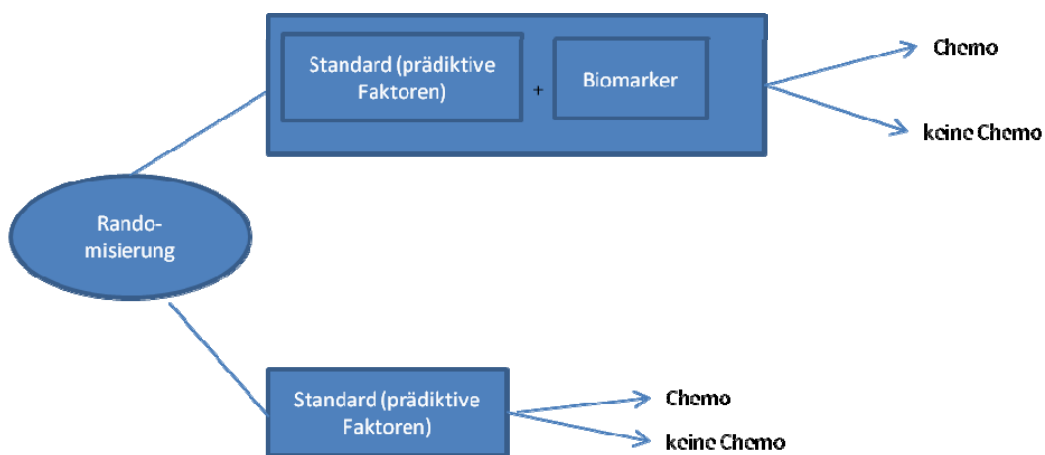 Standard (prädiktive
Faktoren)
+
Biomarker
Chemo
keine Chemo
Rando-
misierung
Standard (prädiktive
Faktoren)
Chemo
keine Chemo